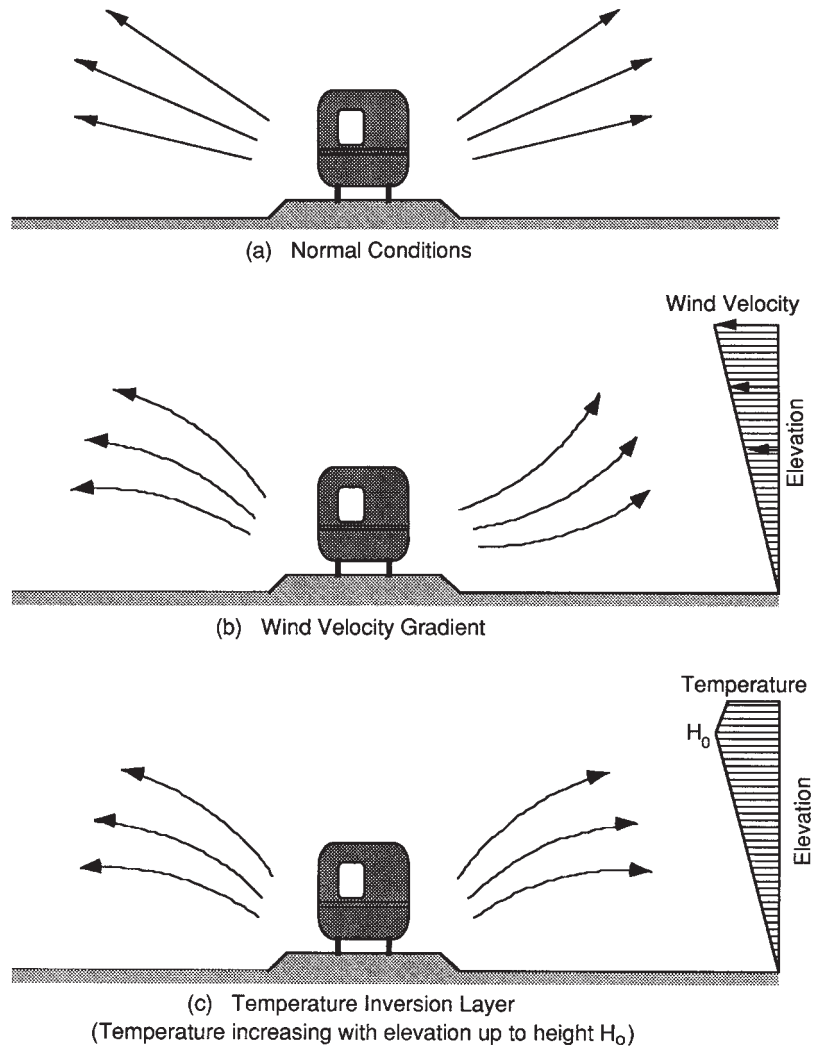 (a) Normal Conditions
Wind Velocity
Elevation
(b) Wind Velocity Gradient
Temperature
H₀
Elevation
(c) Temperature Inversion Layer
(Temperature increasing with elevation up to height H₀)